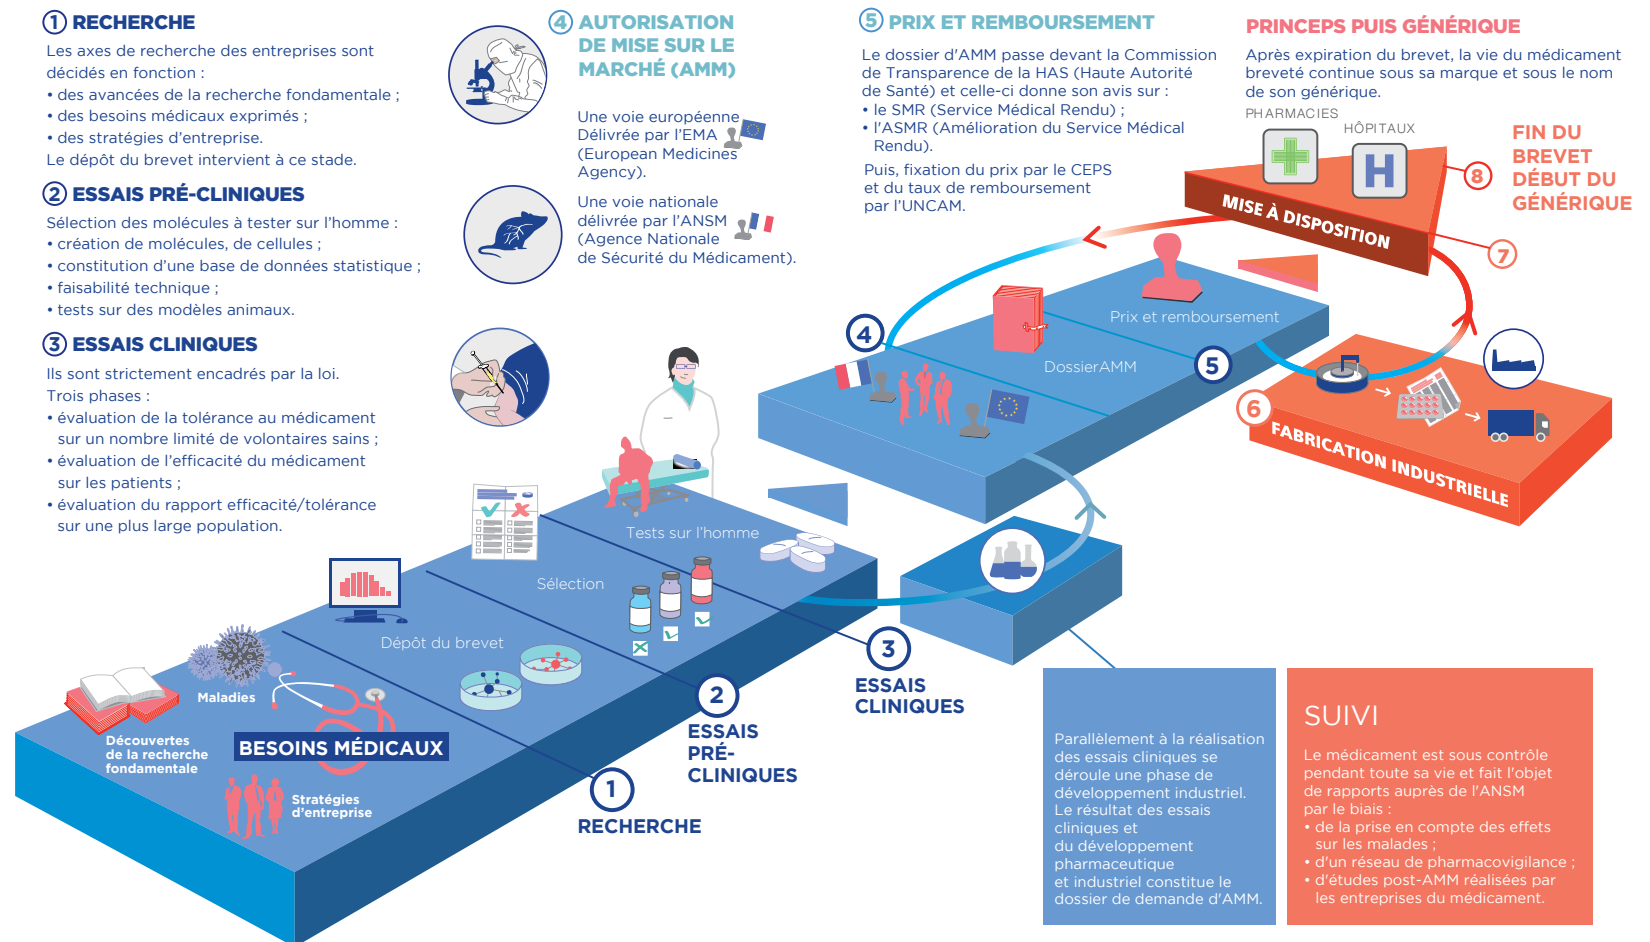 1 RECHERCHE
Les axes de recherche des entreprises sont
décidés en fonction :
• des avancées de la recherche fondamentale ;
• des besoins médicaux exprimés ;
• des stratégies d'entreprise.
Le dépôt du brevet intervient à ce stade.
2 ESSAIS PRÉ-CLINIQUES
Sélection des molécules à tester sur l'homme :
• création de molécules, de cellules ;
• constitution d'une base de données statistique ;
• faisabilité technique ;
• tests sur des modèles animaux.
3 ESSAIS CLINIQUES
Ils sont strictement encadrés par la loi.
Trois phases :
• évaluation de la tolérance au médicament
sur un nombre limité de volontaires sains ;
• évaluation de l'efficacité du médicament
sur les patients ;
• évaluation du rapport efficacité/tolérance
sur une plus large population.
4 AUTORISATION
DE MISE SUR LE
MARCHÉ (AMM)
Une voie européenne
Délivrée par l'EMA
(European Medicines
Agency).
Une voie nationale
délivrée par l'ANSM
(Agence Nationale
de Sécurité du Médicament).
5 PRIX ET REMBOURSEMENT
Le dossier d'AMM passe devant la Commission
de Transparence de la HAS (Haute Autorité
de Santé) et celle-ci donne son avis sur :
• le SMR (Service Médical Rendu) ;
• l'ASMR (Amélioration du Service Médical
Rendu).
Puis, fixation du prix par le CEPS
et du taux de remboursement
par l'UNCAM.
PRINCEPS PUIS GÉNÉRIQUE
Après expiration du brevet, la vie du médicament
breveté continue sous sa marque et sous le nom
de son générique.
PHARMACIES
HÔPITAUX
H
FIN DU
BREVET
DÉBUT DU
GÉNÉRIQUE
8
MISE À DISPOSITION
7
Prix et remboursement
4
DossierAMM
5
6
FABRICATION INDUSTRIELLE
Tests sur l'homme
Sélection
Dépôt du brevet
Maladies
Découvertes
de la recherche
fondamentale
BESOINS MÉDICAUX
Stratégies
d'entreprise
3
ESSAIS
CLINIQUES
2
ESSAIS
PRÉ-
CLINIQUES
1
RECHERCHE
Parallèlement à la réalisation
des essais cliniques se
déroule une phase de
développement industriel.
Le résultat des essais
cliniques et
du développement
pharmaceutique
et industriel constitue le
dossier de demande d'AMM.
SUIVI
Le médicament est sous contrôle
pendant toute sa vie et fait l'objet
de rapports auprès de l'ANSM
par le biais :
• de la prise en compte des effets
sur les malades ;
• d'un réseau de pharmacovigilance ;
• d'études post-AMM réalisées par
les entreprises du médicament.